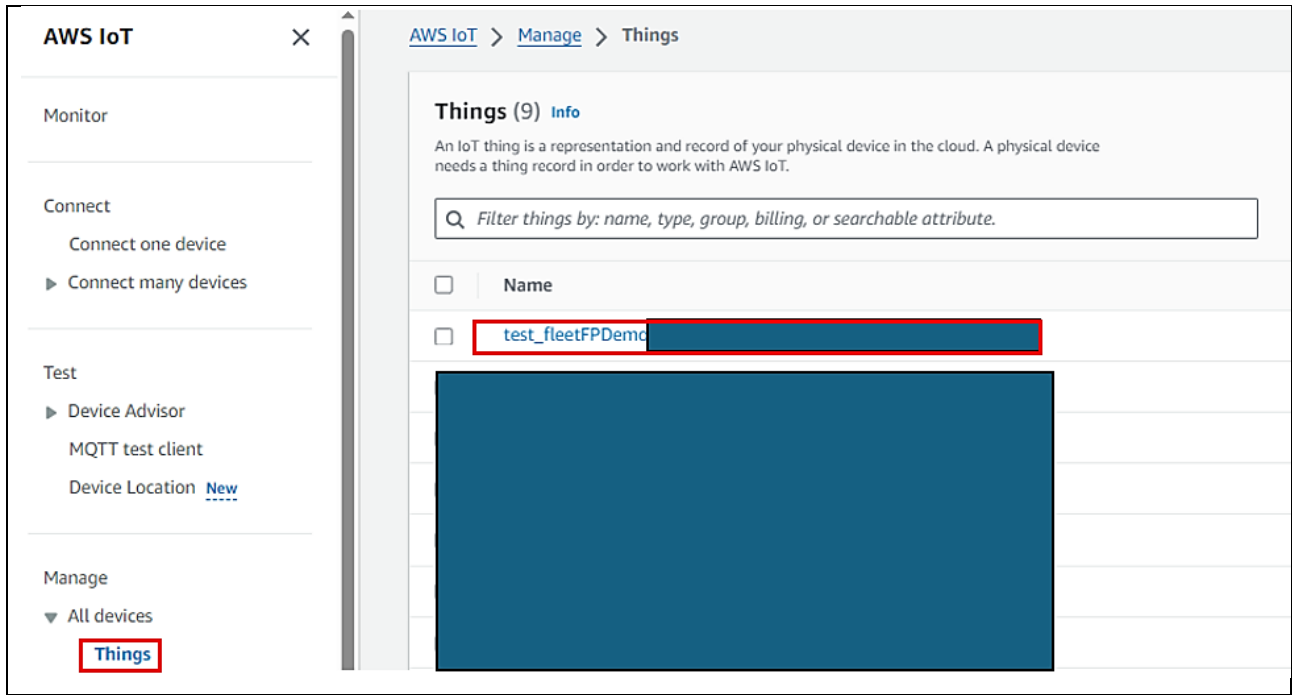 AWS IoT
Monitor
Connect
Connect one device
Connect many devices
Test
Device Advisor
MQTT test client
Device Location New
Manage
All devices
Things
AWS IoT > Manage > Things
Things (9) Info
An IoT thing is a representation and record of your physical device in the cloud. A physical device
needs a thing record in order to work with AWS IoT.
Filter things by: name, type, group, billing, or searchable attribute.
Name
test_fleetFPDemo